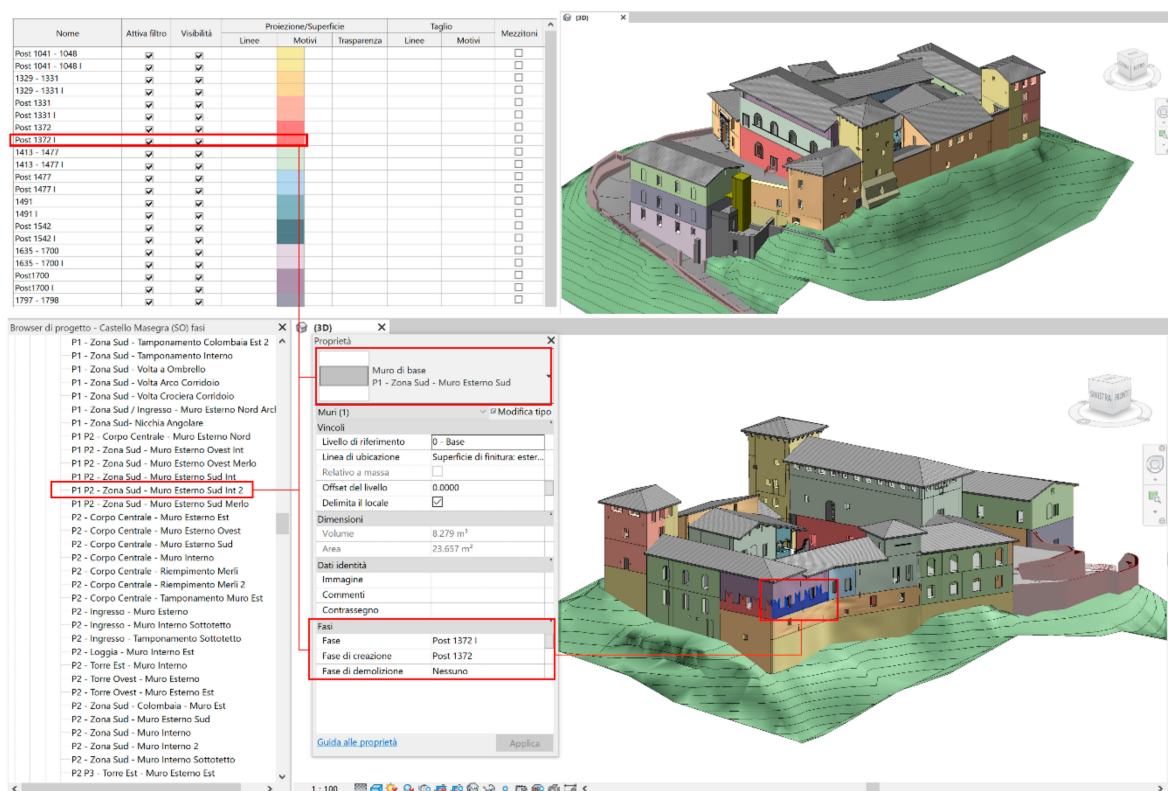 Nome Attiva filtro Visibilità Proiezione/Superficie Taglio Mezzitoni
Linee Motivi Trasparenza Linee Motivi
Post 1041 - 1048
Post 1041 - 1048 I
1329 - 1331
1329 - 1331 I
Post 1331
Post 1331 I
Post 1372
Post 1372 I
1413 - 1477
1413 - 1477 I
Post 1477
Post 1477 I
1491
1491 I
Post 1542
Post 1542 I
1635 - 1700
1635 - 1700 I
Post1700
Post1700 I
1797 - 1798
{3D}
Browser di progetto - Castello Masegra (SO) fasi
P1 - Zona Sud - Tamponamento Colombaia Est 2
P1 - Zona Sud - Tamponamento Interno
P1 - Zona Sud - Volta a Ombrello
P1 - Zona Sud - Volta Arco Corridoio
P1 - Zona Sud - Volta Crociera Corridoio
P1 - Zona Sud / Ingresso - Muro Esterno Nord Arcl
P1 - Zona Sud- Nicchia Angolare
P1 P2 - Corpo Centrale - Muro Esterno Nord
P1 P2 - Zona Sud - Muro Esterno Ovest Int
P1 P2 - Zona Sud - Muro Esterno Ovest Merlo
P1 P2 - Zona Sud - Muro Esterno Sud Int
P1 P2 - Zona Sud - Muro Esterno Sud Int 2
P1 P2 - Zona Sud - Muro Esterno Sud Merlo
P2 - Corpo Centrale - Muro Esterno Est
P2 - Corpo Centrale - Muro Esterno Ovest
P2 - Corpo Centrale - Muro Esterno Sud
P2 - Corpo Centrale - Muro Interno
P2 - Corpo Centrale - Riempimento Merli
P2 - Corpo Centrale - Riempimento Merli 2
P2 - Corpo Centrale - Tamponamento Muro Est
P2 - Ingresso - Muro Esterno
P2 - Ingresso - Muro Interno Sottotetto
P2 - Ingresso - Tamponamento Sottotetto
P2 - Loggia - Muro Interno Est
P2 - Torre Est - Muro Interno
P2 - Torre Ovest - Muro Esterno
P2 - Torre Ovest - Muro Esterno Est
P2 - Zona Sud - Colombaia - Muro Est
P2 - Zona Sud - Muro Esterno Sud
P2 - Zona Sud - Muro Interno
P2 - Zona Sud - Muro Interno 2
P2 - Zona Sud - Muro Interno Sottotetto
P2 P3 - Torre Est - Muro Esterno Est
{3D}
Proprietà
Muro di base
P1 - Zona Sud - Muro Esterno Sud
Muri (1) Modifica tipo
Vincoli
Livello di riferimento 0 - Base
Linea di ubicazione Superficie di finitura: ester...
Relativo a massa
Offset del livello 0.0000
Delimita il locale
Dimensioni
Volume 8.279 m³
Area 23.657 m²
Dati identità
Immagine
Commenti
Contrassegno
Fasi
Fase Post 1372 I
Fase di creazione Post 1372
Fase di demolizione Nessuno
Guida alle proprietà Applica
SINISTRA
1 : 100